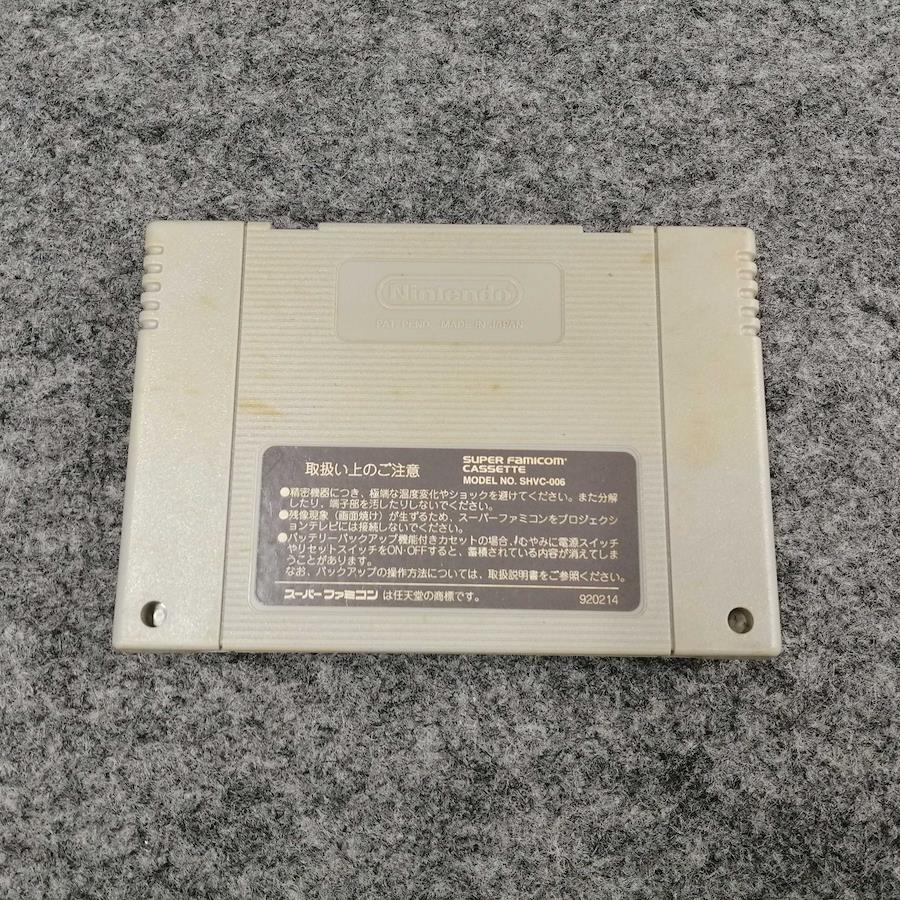 Nintendo
PAT. PEND. MADE IN JAPAN
取扱い上のご注意
SUPER FAMICOM
CASSETTE
MODEL NO. SHVC-006
●精密機器につき、極端な温度変化やショックを避けてください。また分解
したり、端子部を汚したりしないでください。
●残像現象（画面焼け）が生ずるため、スーパーファミコンをプロジェクシ
ョンテレビには接続しないでください。
●バッテリーバックアップ機能付きカセットの場合、むやみに電源スイッチ
やリセットスイッチをON・OFFすると、蓄積されている内容が消えてしま
うことがあります。
なお、バックアップの操作方法については、取扱説明書をご参照ください。
スーパーファミコン は任天堂の商標です。
920214